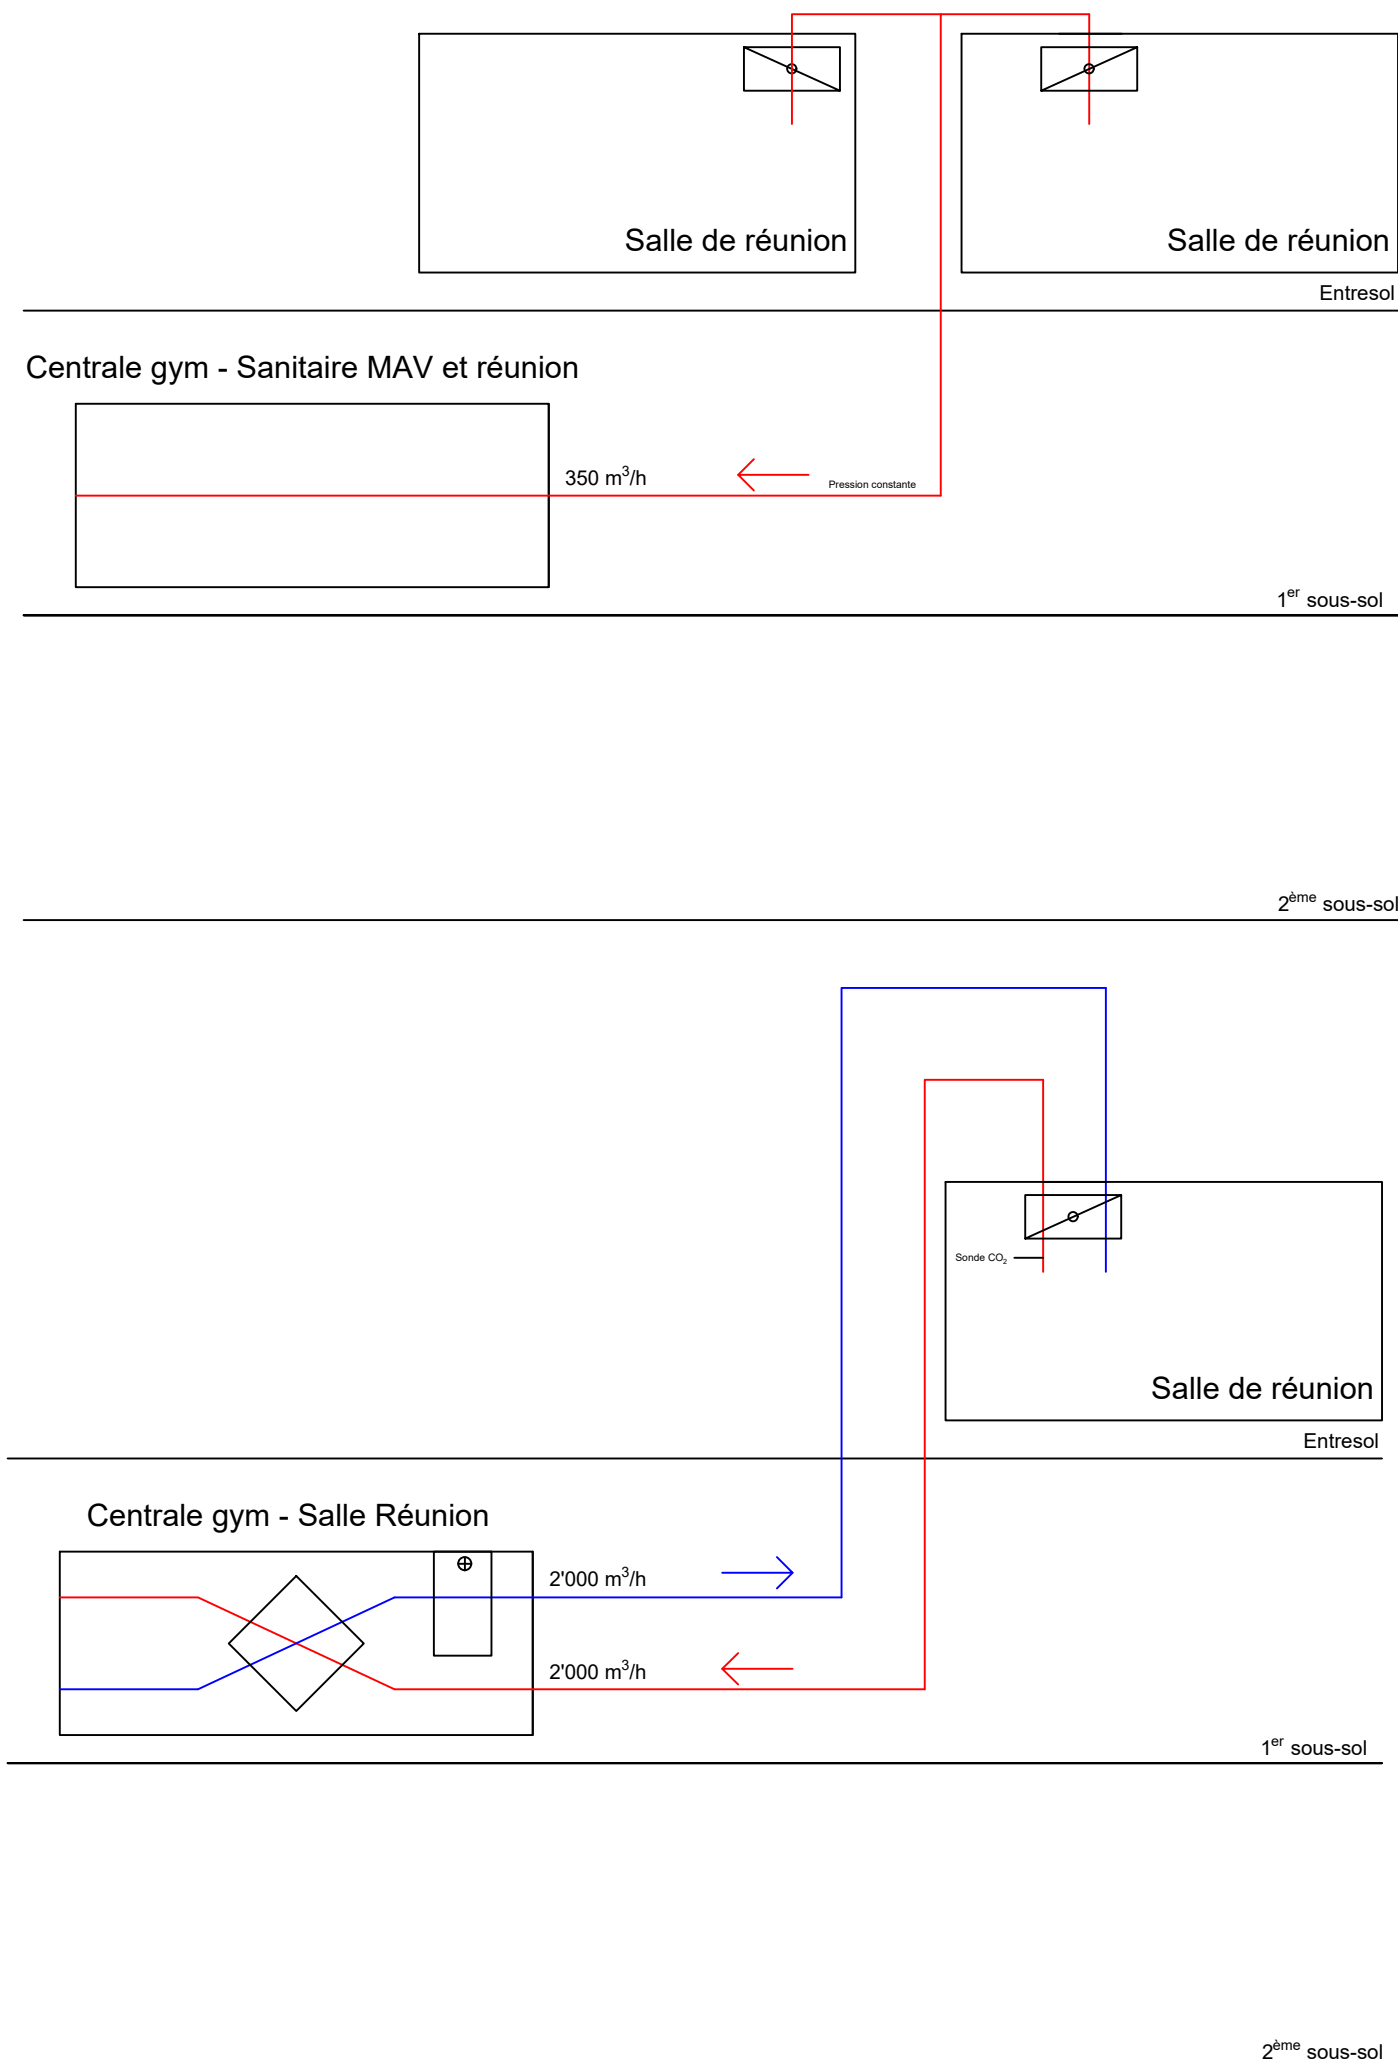 Salle de réunion
Salle de réunion
Entresol
Centrale gym - Sanitaire MAV et réunion
350 m³/h
Pression constante
1er sous-sol
2ème sous-sol
Sonde CO₂
Salle de réunion
Entresol
Centrale gym - Salle Réunion
2'000 m³/h
2'000 m³/h
1er sous-sol
2ème sous-sol